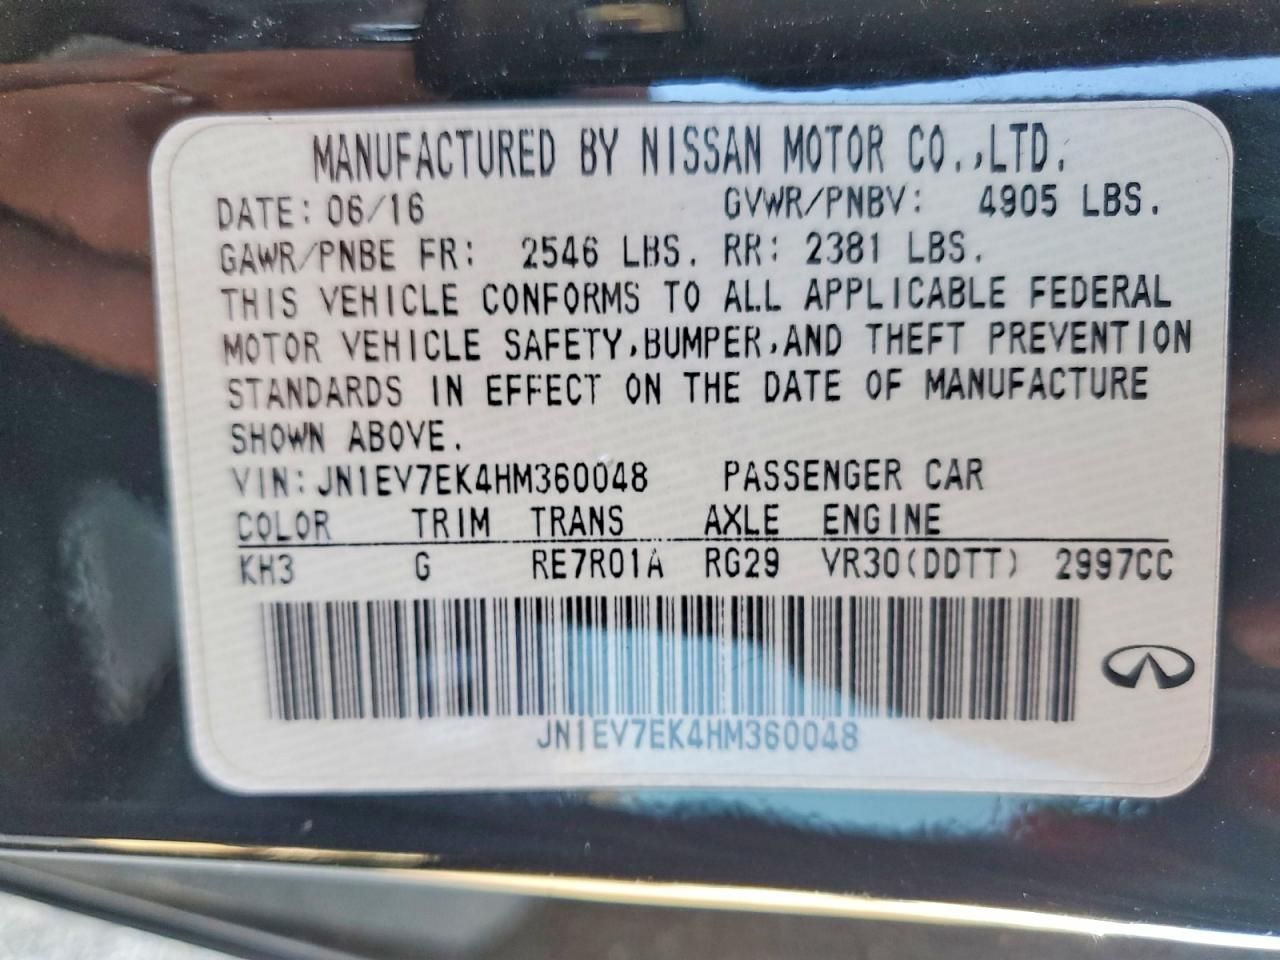 MANUFACTURED BY NISSAN MOTOR CO.,LTD.
DATE: 06/16 GVWR/PNBV: 4905 LBS.
GAWR/PNBE FR: 2546 LBS. RR: 2381 LBS.
THIS VEHICLE CONFORMS TO ALL APPLICABLE FEDERAL
MOTOR VEHICLE SAFETY,BUMPER,AND THEFT PREVENTION
STANDARDS IN EFFECT ON THE DATE OF MANUFACTURE
SHOWN ABOVE.
VIN: JN1EV7EK4HM360048 PASSENGER CAR
COLOR TRIM TRANS AXLE ENGINE
KH3 G RE7R01A RG29 VR30(DDTT) 2997CC
JN1EV7EK4HM360048